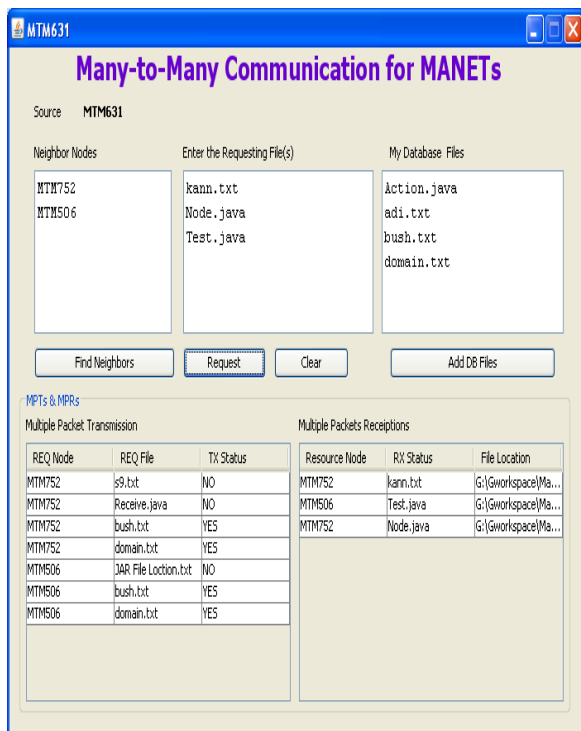 MTM631
Many-to-Many Communication for MANETs
Source MTM631
Neighbor Nodes Enter the Requesting File(s) My Database Files
MTM752 kann.txt Action.java
MTM506 Node.java adi.txt
Test.java bush.txt
domain.txt
Find Neighbors Request Clear Add DB Files
MPTs & MPRs
Multiple Packet Transmission Multiple Packets Receiptions
REQ Node REQ File TX Status Resource Node RX Status File Location
MTM752 s9.txt NO MTM752 kann.txt G:\Gworkspace\Ma...
MTM752 Receive.java NO MTM506 Test.java G:\Gworkspace\Ma...
MTM752 bush.txt YES MTM752 Node.java G:\Gworkspace\Ma...
MTM752 domain.txt YES
MTM506 JAR File Loction.txt NO
MTM506 bush.txt YES
MTM506 domain.txt YES